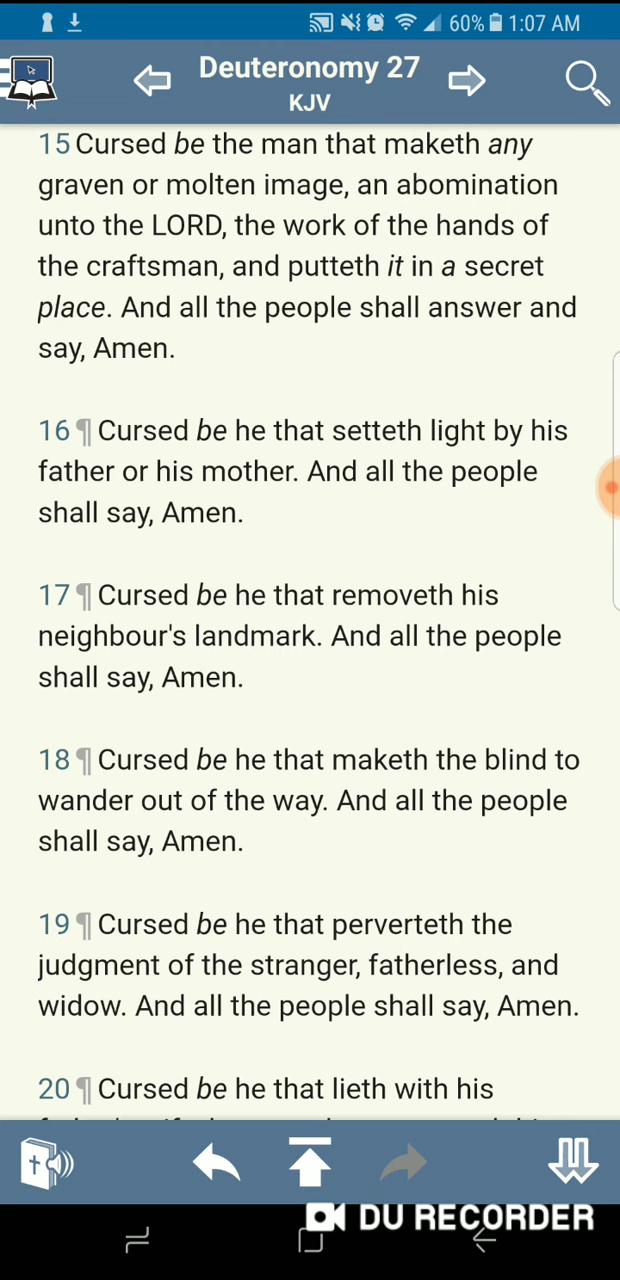 60% 1:07 AM
Deuteronomy 27
KJV
15 Cursed be the man that maketh any
graven or molten image, an abomination
unto the LORD, the work of the hands of
the craftsman, and putteth it in a secret
place. And all the people shall answer and
say, Amen.
16 ¶ Cursed be he that setteth light by his
father or his mother. And all the people
shall say, Amen.
17 ¶ Cursed be he that removeth his
neighbour's landmark. And all the people
shall say, Amen.
18 ¶ Cursed be he that maketh the blind to
wander out of the way. And all the people
shall say, Amen.
19 ¶ Cursed be he that perverteth the
judgment of the stranger, fatherless, and
widow. And all the people shall say, Amen.
20 ¶ Cursed be he that lieth with his
DU RECORDER